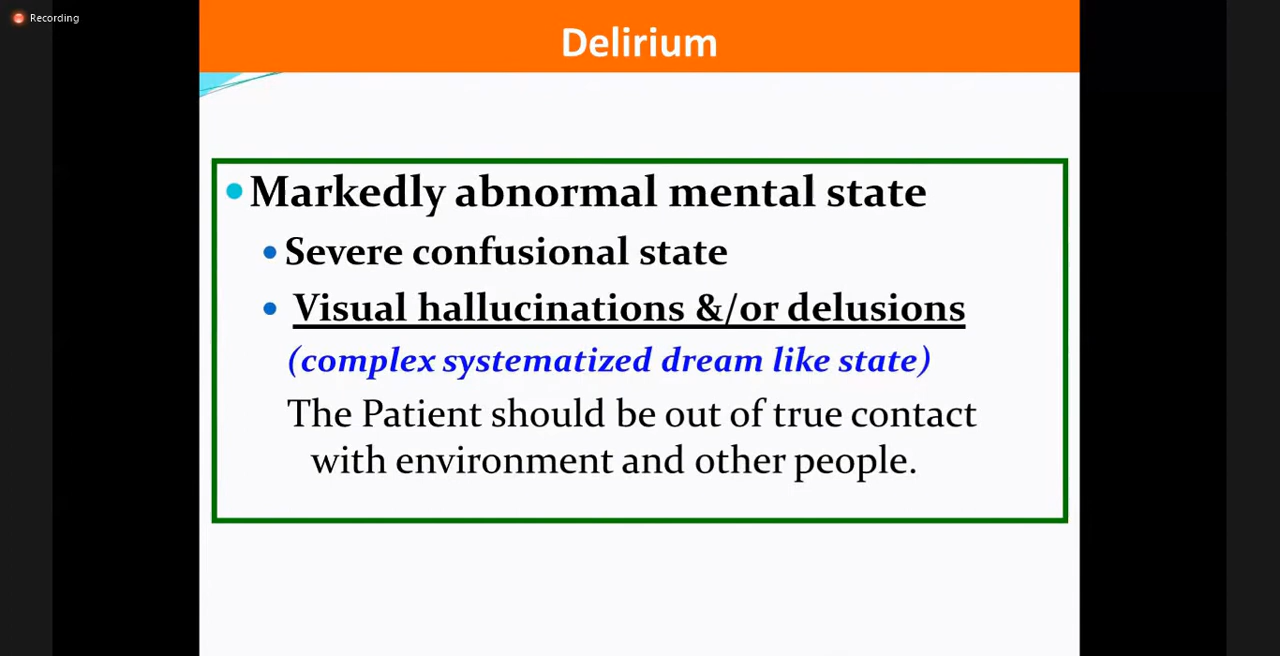 Recording
Delirium
• Markedly abnormal mental state
• Severe confusional state
• Visual hallucinations &/or delusions
(complex systematized dream like state)
The Patient should be out of true contact
with environment and other people.